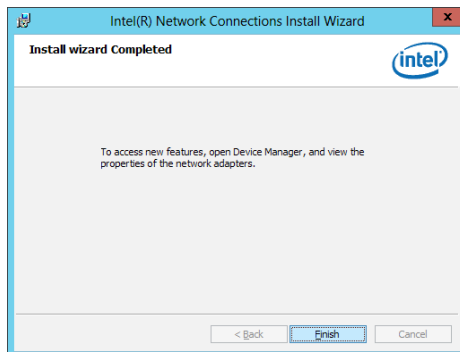 Intel(R) Network Connections Install Wizard
x
Install wizard Completed
intel
To access new features, open Device Manager, and view the
properties of the network adapters.
< Back
Finish
Cancel